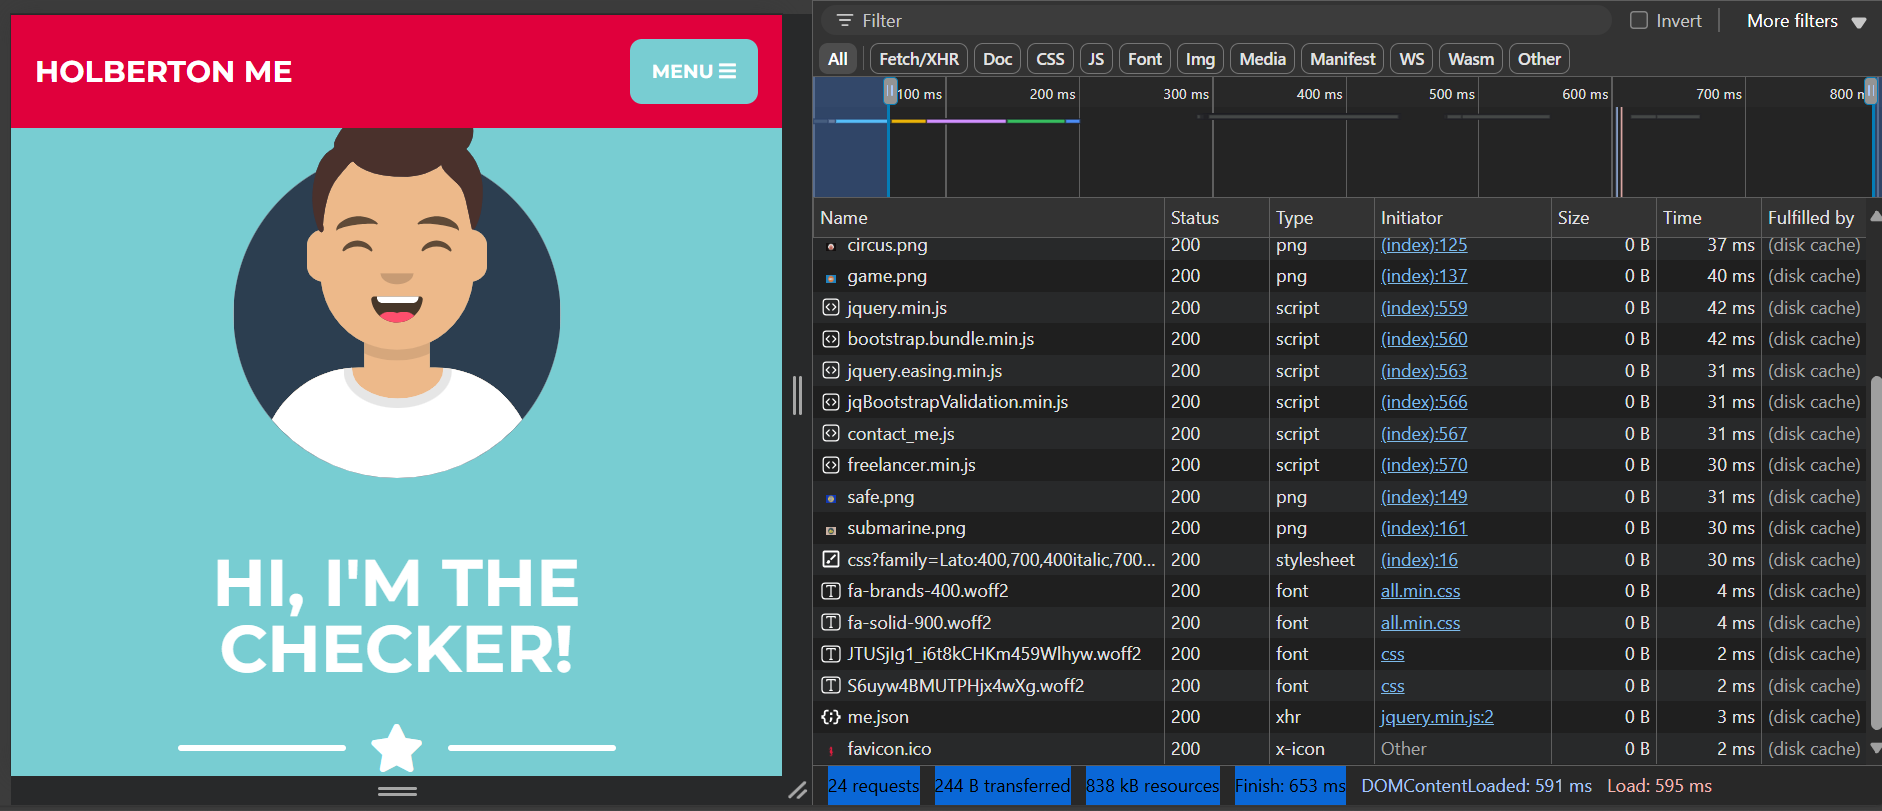 HOLBERTON ME
MENU
HI, I'M THE
CHECKER!
Filter
Invert
More filters
All
Fetch/XHR
Doc
CSS
JS
Font
Img
Media
Manifest
WS
Wasm
Other
100 ms
200 ms
300 ms
400 ms
500 ms
600 ms
700 ms
800 m
Name Status Type Initiator Size Time Fulfilled by
circus.png 200 png (index):125 0 B 37 ms (disk cache)
game.png 200 png (index):137 0 B 40 ms (disk cache)
jquery.min.js 200 script (index):559 0 B 42 ms (disk cache)
bootstrap.bundle.min.js 200 script (index):560 0 B 42 ms (disk cache)
jquery.easing.min.js 200 script (index):563 0 B 31 ms (disk cache)
jqBootstrapValidation.min.js 200 script (index):566 0 B 31 ms (disk cache)
contact_me.js 200 script (index):567 0 B 31 ms (disk cache)
freelancer.min.js 200 script (index):570 0 B 30 ms (disk cache)
safe.png 200 png (index):149 0 B 31 ms (disk cache)
submarine.png 200 png (index):161 0 B 30 ms (disk cache)
css?family=Lato:400,700,400italic,700... 200 stylesheet (index):16 0 B 30 ms (disk cache)
fa-brands-400.woff2 200 font all.min.css 0 B 4 ms (disk cache)
fa-solid-900.woff2 200 font all.min.css 0 B 4 ms (disk cache)
JTUSjIg1_i6t8kCHKm459Wlhyw.woff2 200 font css 0 B 2 ms (disk cache)
S6uyw4BMUTPHjx4wXg.woff2 200 font css 0 B 2 ms (disk cache)
me.json 200 xhr jquery.min.js:2 0 B 3 ms (disk cache)
favicon.ico 200 x-icon Other 0 B 2 ms (disk cache)
24 requests 244 B transferred 838 kB resources Finish: 653 ms DOMContentLoaded: 591 ms Load: 595 ms